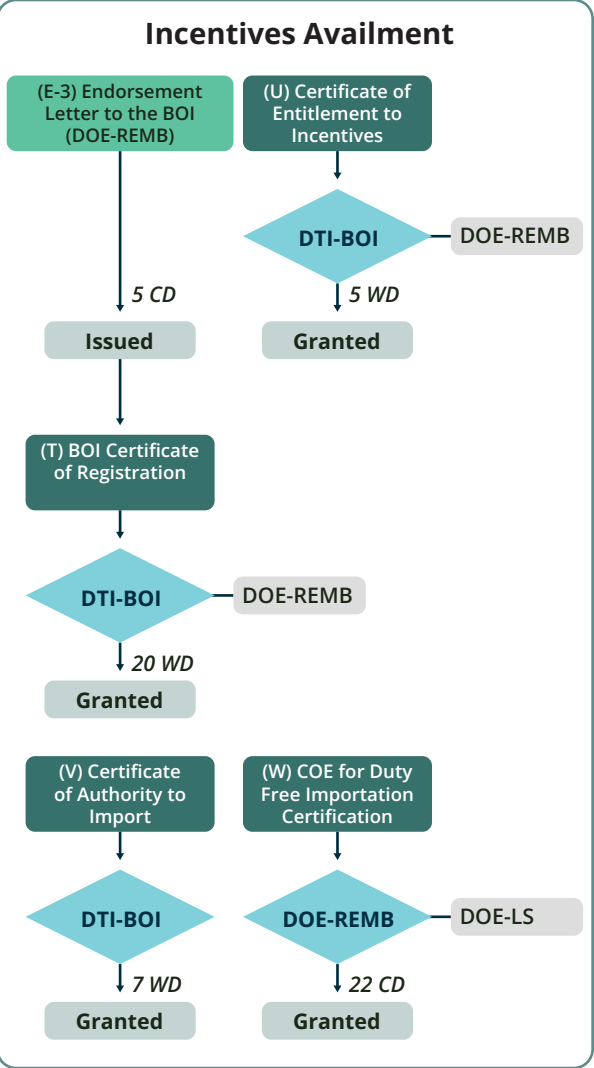 Incentives Availment
(E-3) Endorsement
Letter to the BOI
(DOE-REMB)
5 CD
Issued
(T) BOI Certificate
of Registration
DTI-BOI
DOE-REMB
20 WD
Granted
(U) Certificate of
Entitlement to
Incentives
DTI-BOI
DOE-REMB
5 WD
Granted
(V) Certificate
of Authority to
Import
DTI-BOI
7 WD
Granted
(W) COE for Duty
Free Importation
Certification
DOE-REMB
DOE-LS
22 CD
Granted